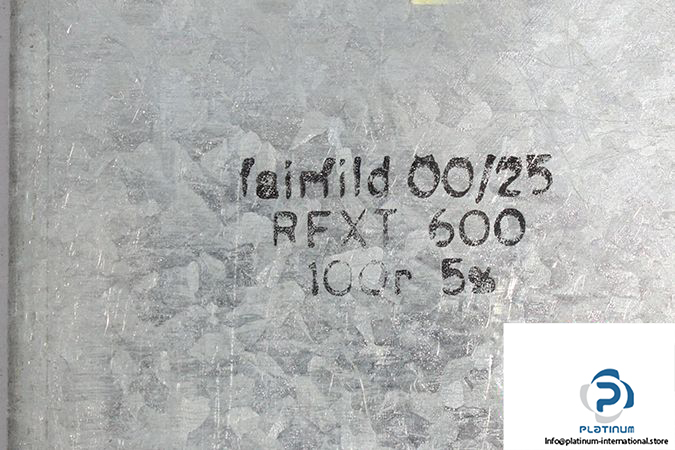 fairfild 00/25
RFXT 600
100r 5%
PLATINUM
Info@platinum-international.store